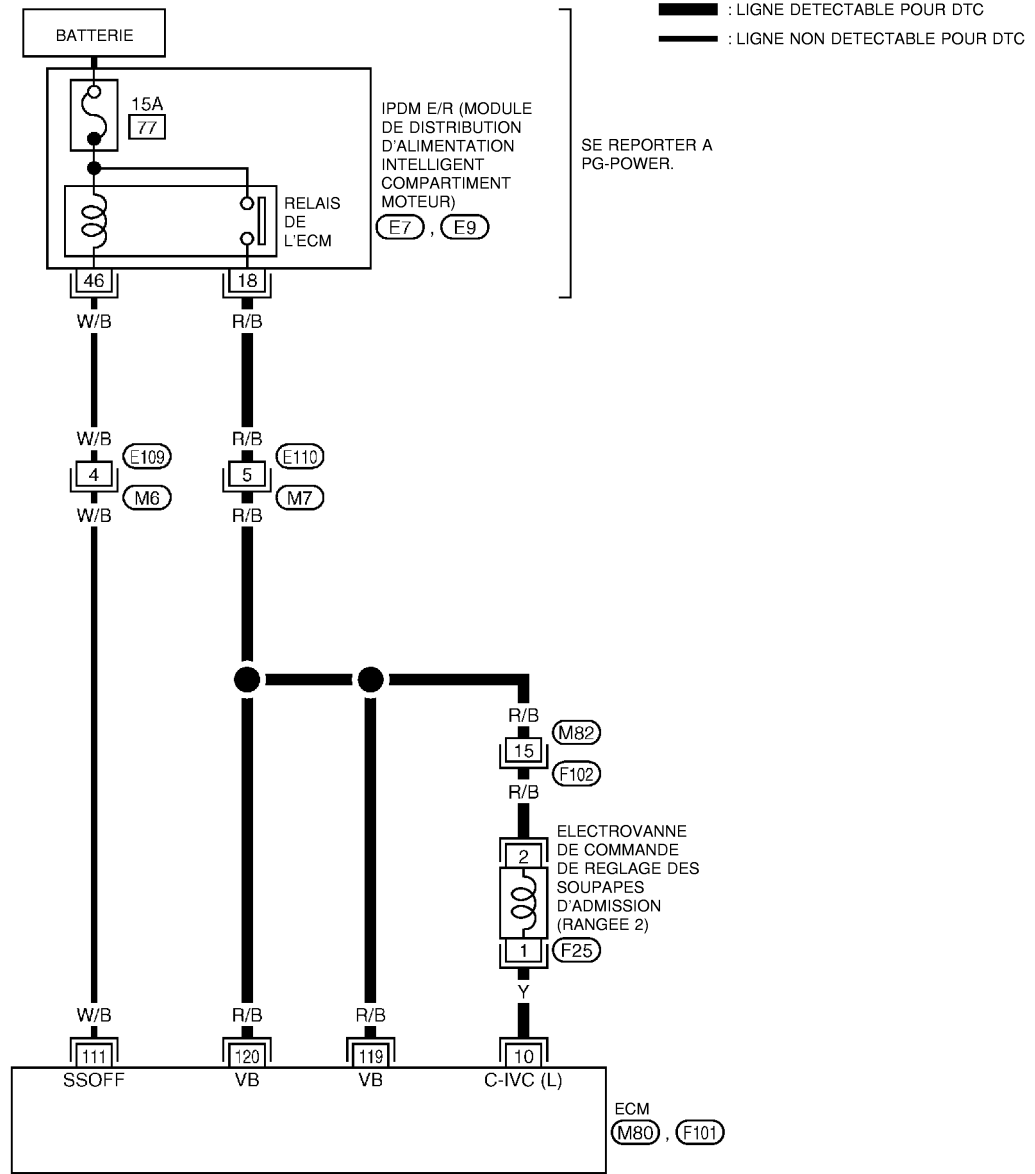 : LIGNE DETECTABLE POUR DTC
: LIGNE NON DETECTABLE POUR DTC
BATTERIE
15A
77
IPDM E/R (MODULE
DE DISTRIBUTION
D'ALIMENTATION
INTELLIGENT
COMPARTIMENT
MOTEUR)
E7 , E9
SE REPORTER A
PG-POWER.
RELAIS
DE
L'ECM
46
18
W/B
R/B
W/B
R/B
E109
E110
4
5
M6
M7
W/B
R/B
R/B
M82
15
F102
R/B
ELECTROVANNE
DE COMMANDE
DE REGLAGE DES
SOUPAPES
D'ADMISSION
(RANGEE 2)
2
1
F25
Y
W/B
R/B
R/B
111
120
119
10
SSOFF
VB
VB
C-IVC (L)
ECM
M80 , F101